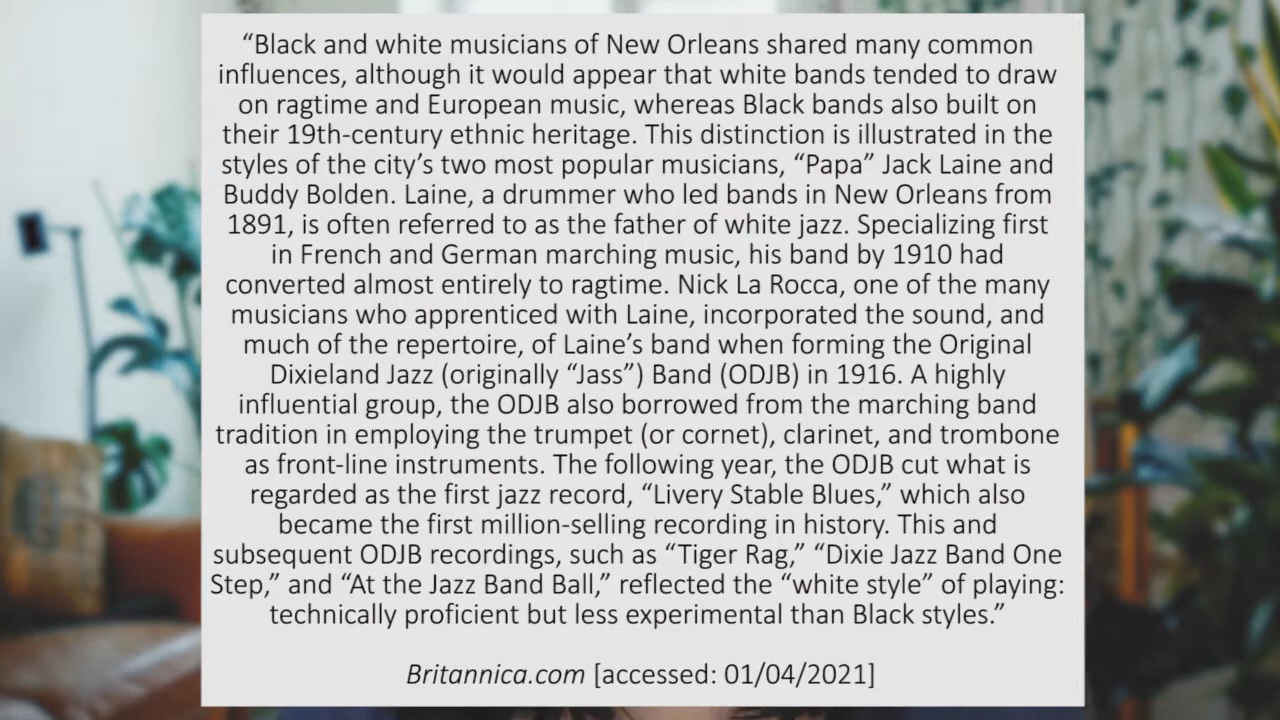 “Black and white musicians of New Orleans shared many common
influences, although it would appear that white bands tended to draw
on ragtime and European music, whereas Black bands also built on
their 19th-century ethnic heritage. This distinction is illustrated in the
styles of the city’s two most popular musicians, “Papa” Jack Laine and
Buddy Bolden. Laine, a drummer who led bands in New Orleans from
1891, is often referred to as the father of white jazz. Specializing first
in French and German marching music, his band by 1910 had
converted almost entirely to ragtime. Nick La Rocca, one of the many
musicians who apprenticed with Laine, incorporated the sound, and
much of the repertoire, of Laine’s band when forming the Original
Dixieland Jazz (originally “Jass”) Band (ODJB) in 1916. A highly
influential group, the ODJB also borrowed from the marching band
tradition in employing the trumpet (or cornet), clarinet, and trombone
as front-line instruments. The following year, the ODJB cut what is
regarded as the first jazz record, “Livery Stable Blues,” which also
became the first million-selling recording in history. This and
subsequent ODJB recordings, such as “Tiger Rag,” “Dixie Jazz Band One
Step,” and “At the Jazz Band Ball,” reflected the “white style” of playing:
technically proficient but less experimental than Black styles.”
Britannica.com [accessed: 01/04/2021]